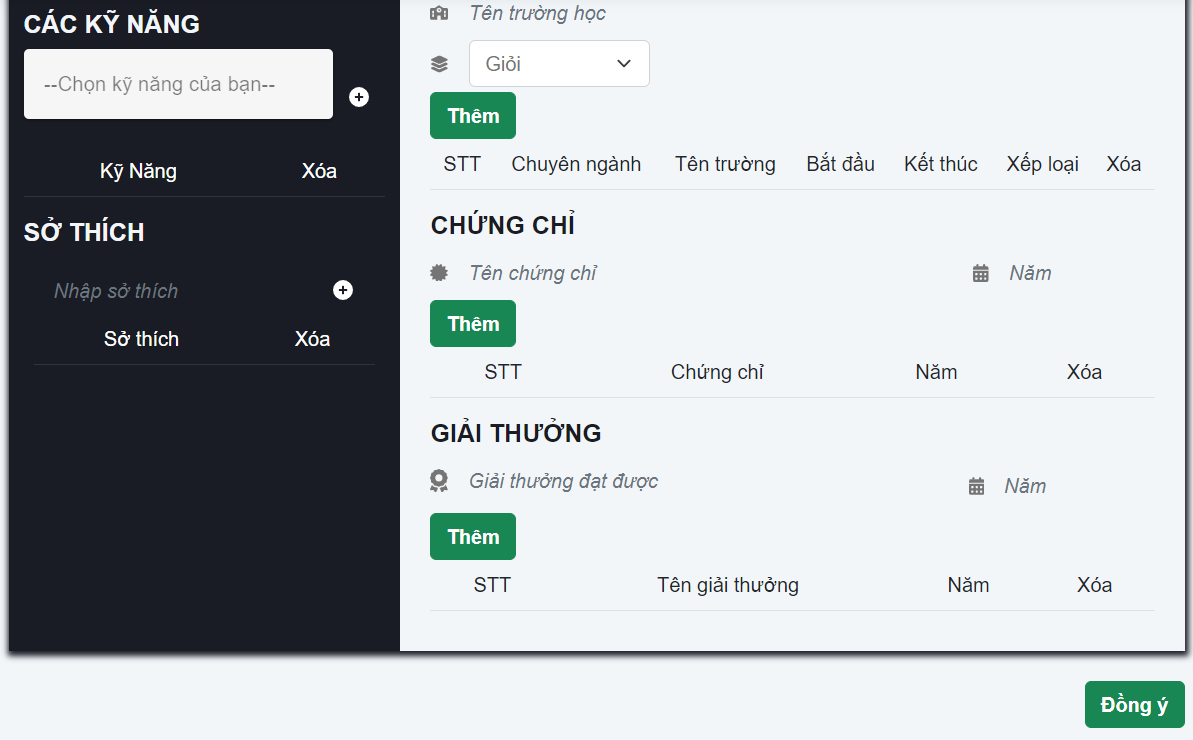 CÁC KỸ NĂNG
--Chọn kỹ năng của bạn--
Kỹ Năng Xóa
SỞ THÍCH
Nhập sở thích
Sở thích Xóa
Tên trường học
Giỏi
Thêm
STT Chuyên ngành Tên trường Bắt đầu Kết thúc Xếp loại Xóa
CHỨNG CHỈ
Tên chứng chỉ Năm
Thêm
STT Chứng chỉ Năm Xóa
GIẢI THƯỞNG
Giải thưởng đạt được Năm
Thêm
STT Tên giải thưởng Năm Xóa
Đồng ý